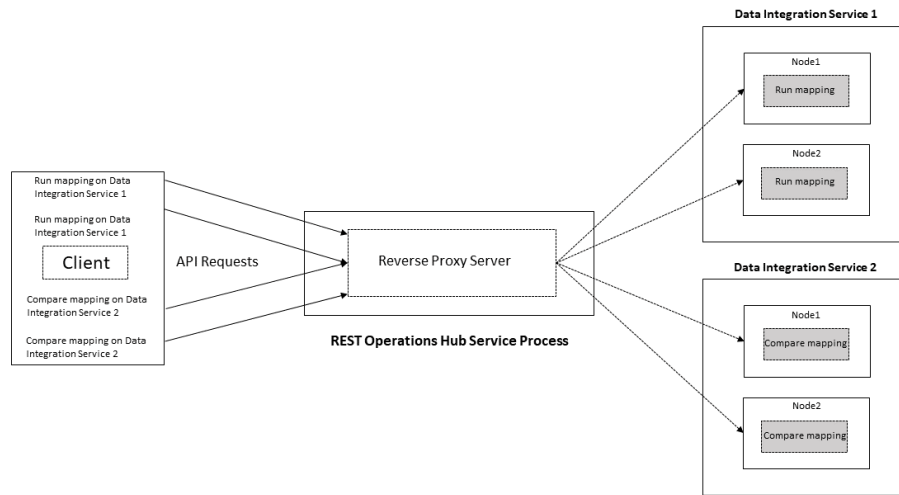 Data Integration Service 1
Node1
Run mapping
Node2
Run mapping
Run mapping on Data
Integration Service 1
Run mapping on Data
Integration Service 1
Client
Compare mapping on Data
Integration Service 2
Compare mapping on Data
Integration Service 2
API Requests
Reverse Proxy Server
REST Operations Hub Service Process
Data Integration Service 2
Node1
Compare mapping
Node2
Compare mapping